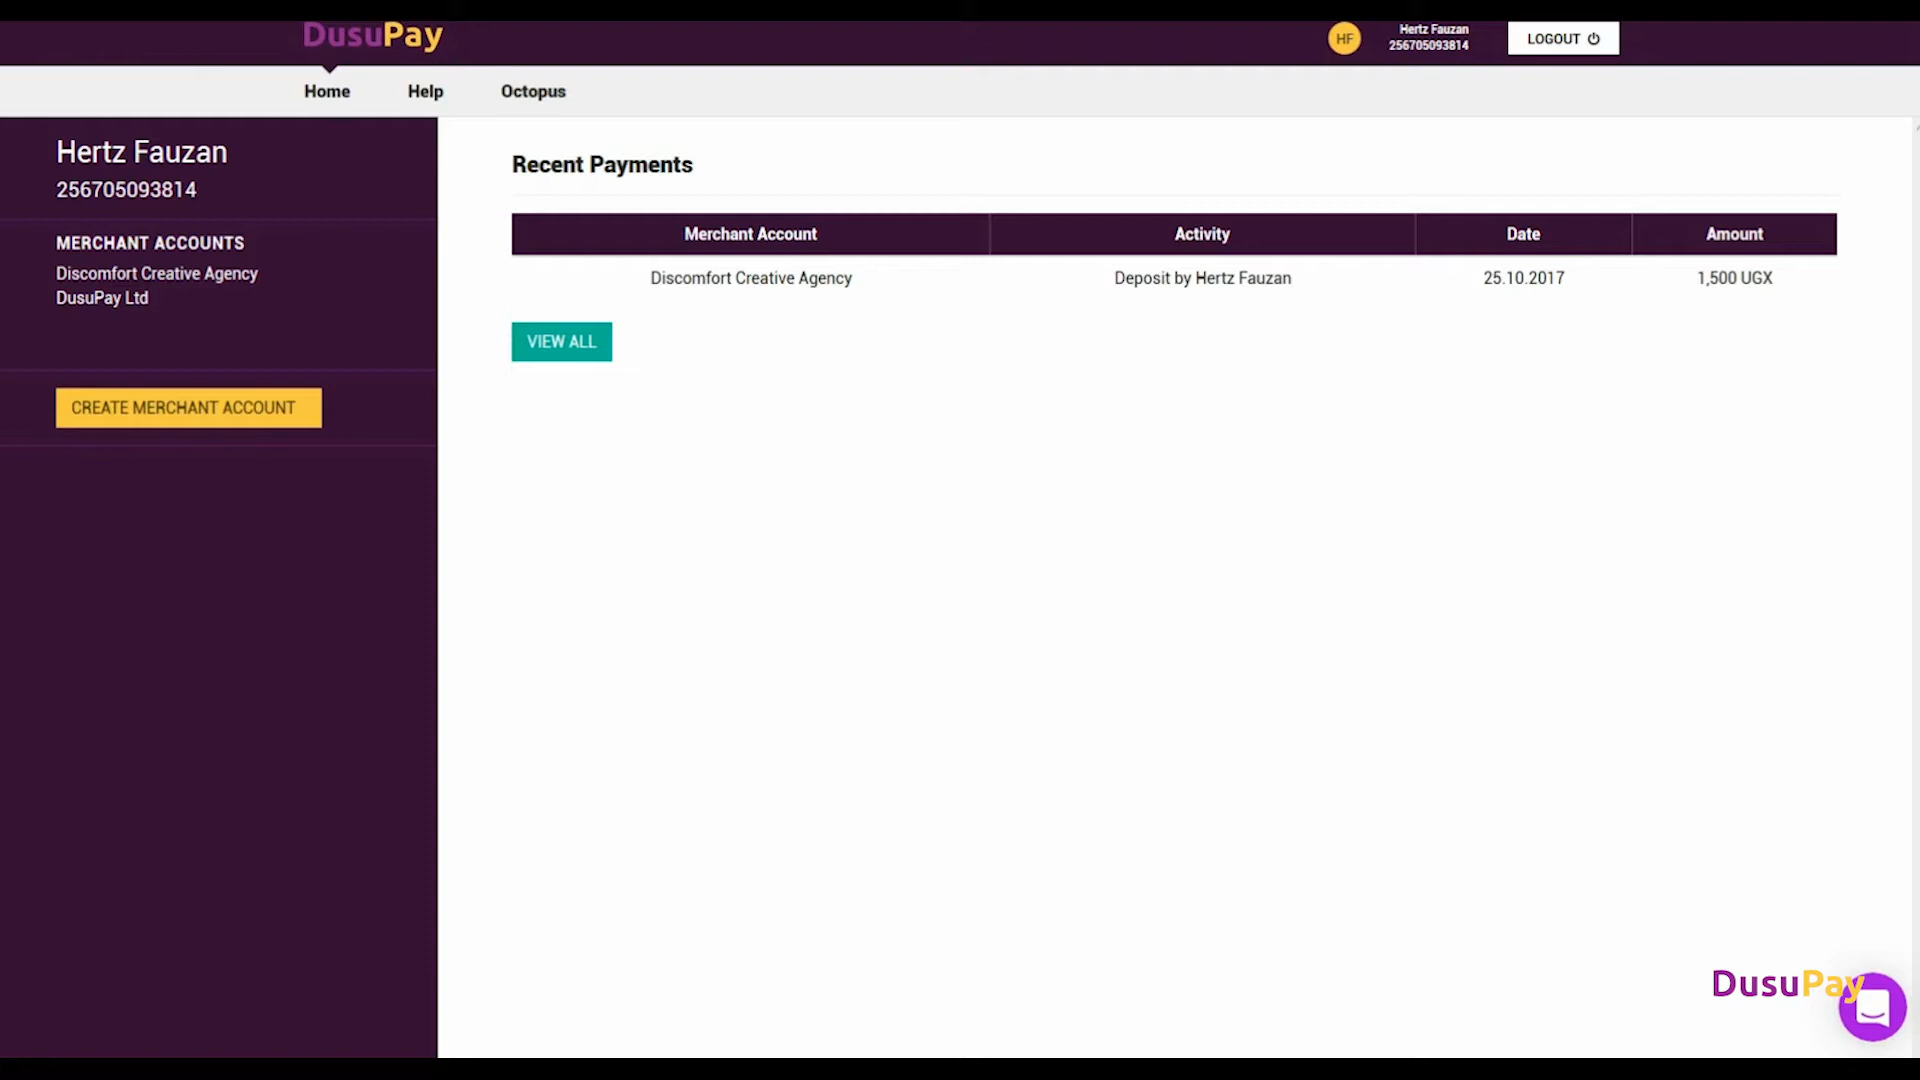 DusuPay
HF
Hertz Fauzan
256705093814
LOGOUT
Home
Help
Octopus
Hertz Fauzan
256705093814
MERCHANT ACCOUNTS
Discomfort Creative Agency
DusuPay Ltd
CREATE MERCHANT ACCOUNT
Recent Payments
Merchant Account Activity Date Amount
Discomfort Creative Agency Deposit by Hertz Fauzan 25.10.2017 1,500 UGX
VIEW ALL
DusuPay